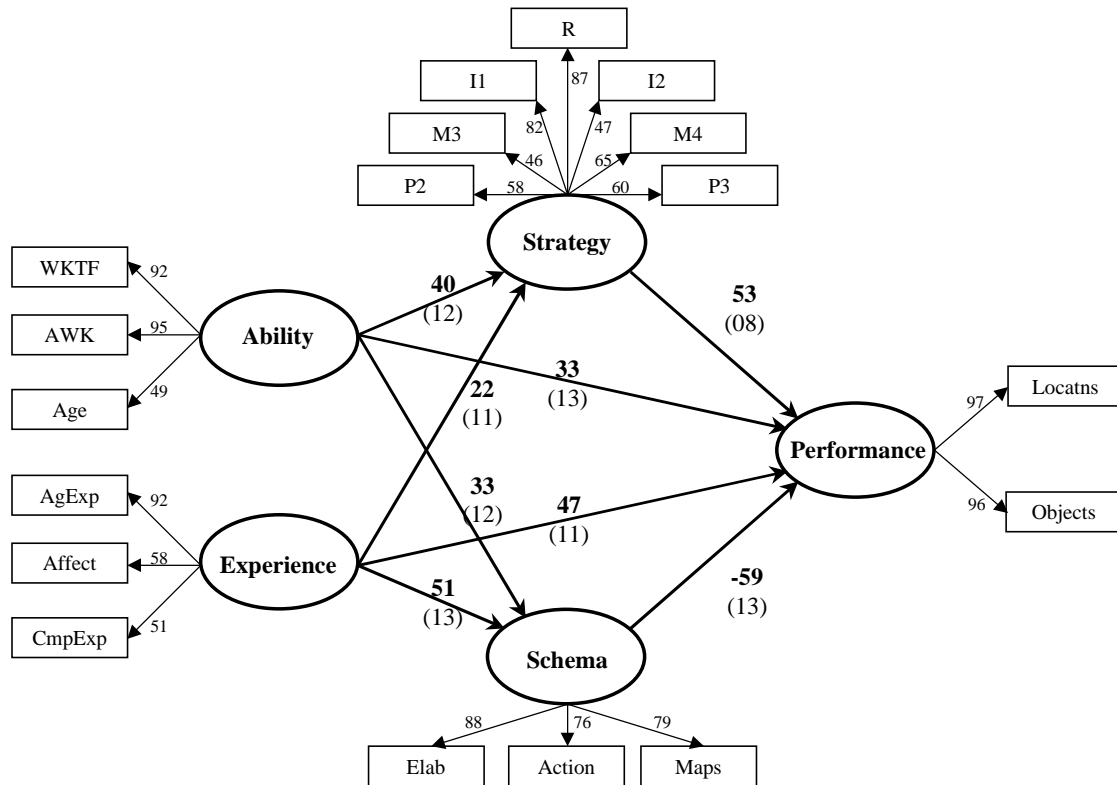 R
87
I1
I2
82
47
M3
M4
46
65
P2
P3
58
60
Strategy
WKTF
92
40
(12)
53
(08)
AWK
95
Ability
33
(13)
Age
49
22
(11)
97
Locatns
Performance
AgExp
92
33
(12)
47
(11)
96
Objects
Affect
58
Experience
51
(13)
-59
(13)
CmpExp
51
Schema
88
76
79
Elab
Action
Maps